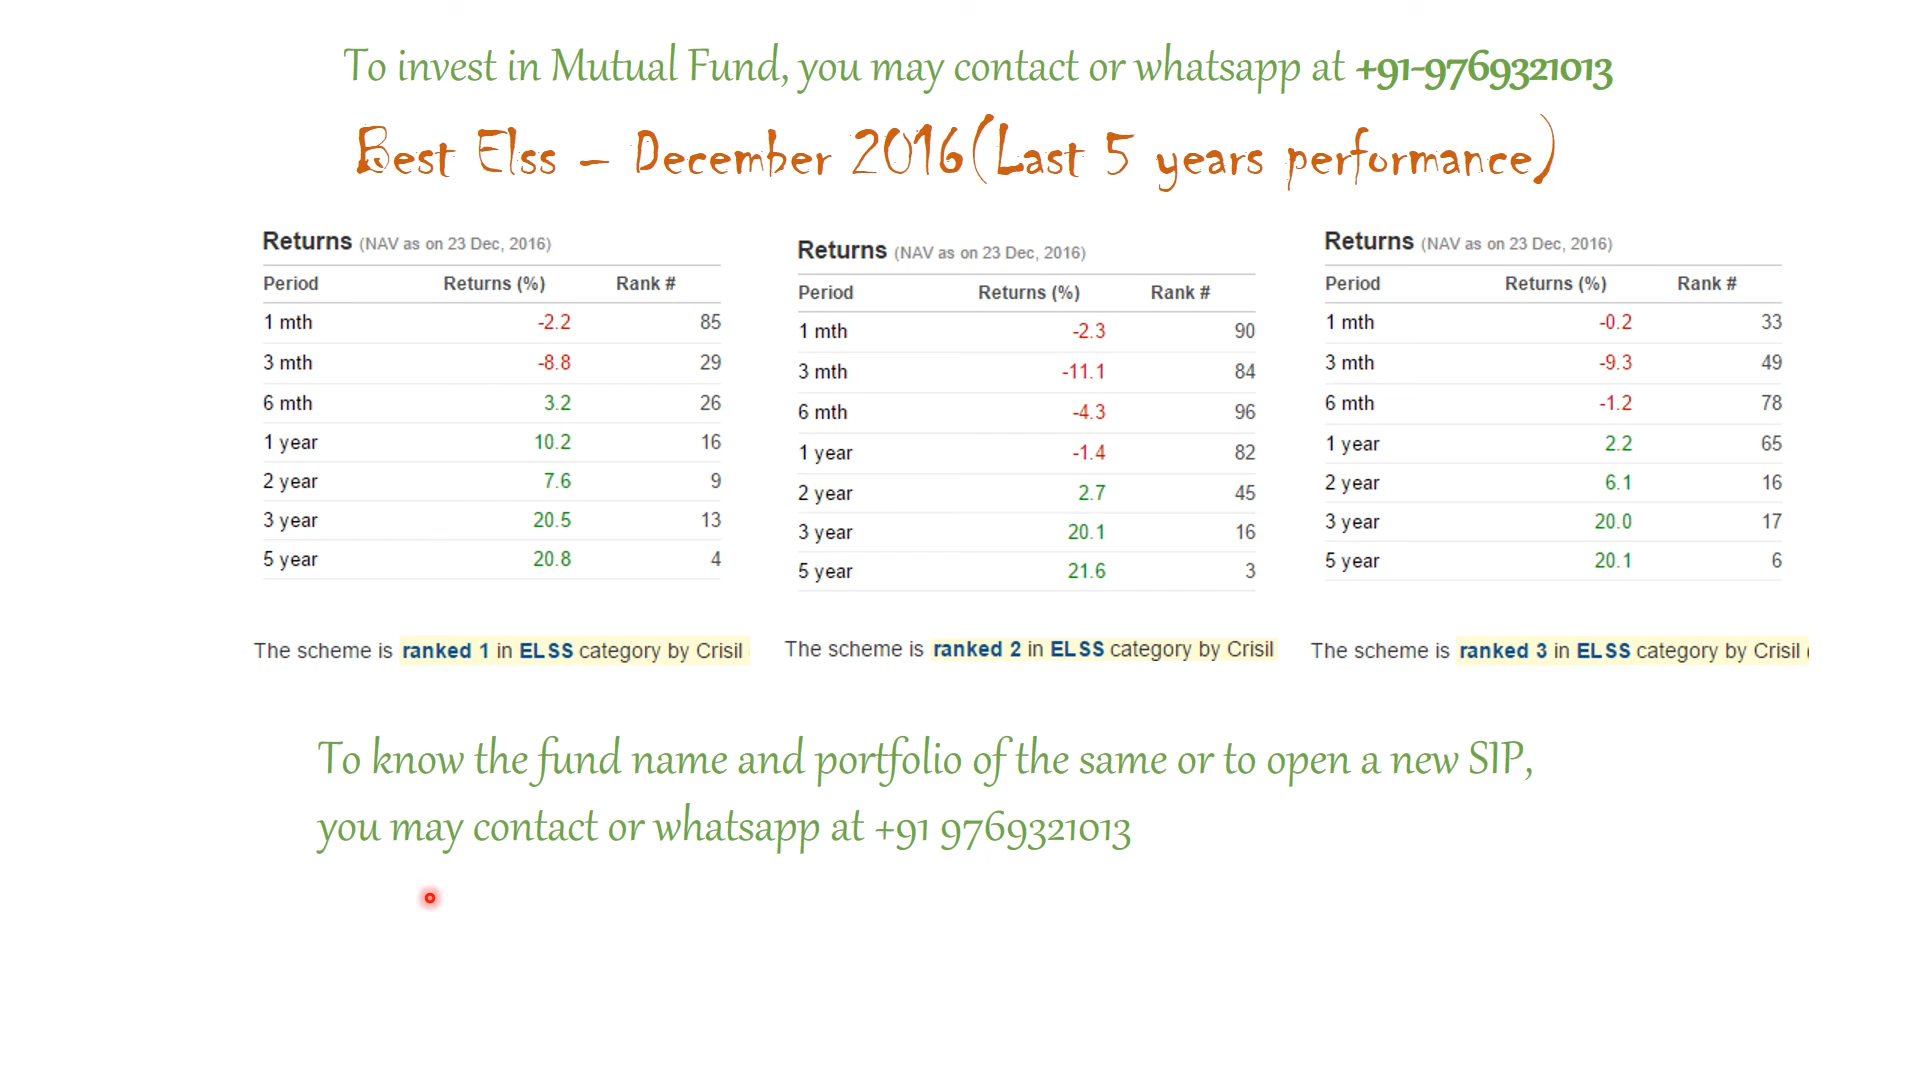 To invest in Mutual Fund, you may contact or whatsapp at +91-9769321013
Best Elss – December 2016(Last 5 years performance)
Returns (NAV as on 23 Dec, 2016)
Period Returns (%) Rank #
1 mth -2.2 85
3 mth -8.8 29
6 mth 3.2 26
1 year 10.2 16
2 year 7.6 9
3 year 20.5 13
5 year 20.8 4
The scheme is ranked 1 in ELSS category by Crisil
Returns (NAV as on 23 Dec, 2016)
Period Returns (%) Rank #
1 mth -2.3 90
3 mth -11.1 84
6 mth -4.3 96
1 year -1.4 82
2 year 2.7 45
3 year 20.1 16
5 year 21.6 3
The scheme is ranked 2 in ELSS category by Crisil
Returns (NAV as on 23 Dec, 2016)
Period Returns (%) Rank #
1 mth -0.2 33
3 mth -9.3 49
6 mth -1.2 78
1 year 2.2 65
2 year 6.1 16
3 year 20.0 17
5 year 20.1 6
The scheme is ranked 3 in ELSS category by Crisil
To know the fund name and portfolio of the same or to open a new SIP,
you may contact or whatsapp at +91 9769321013